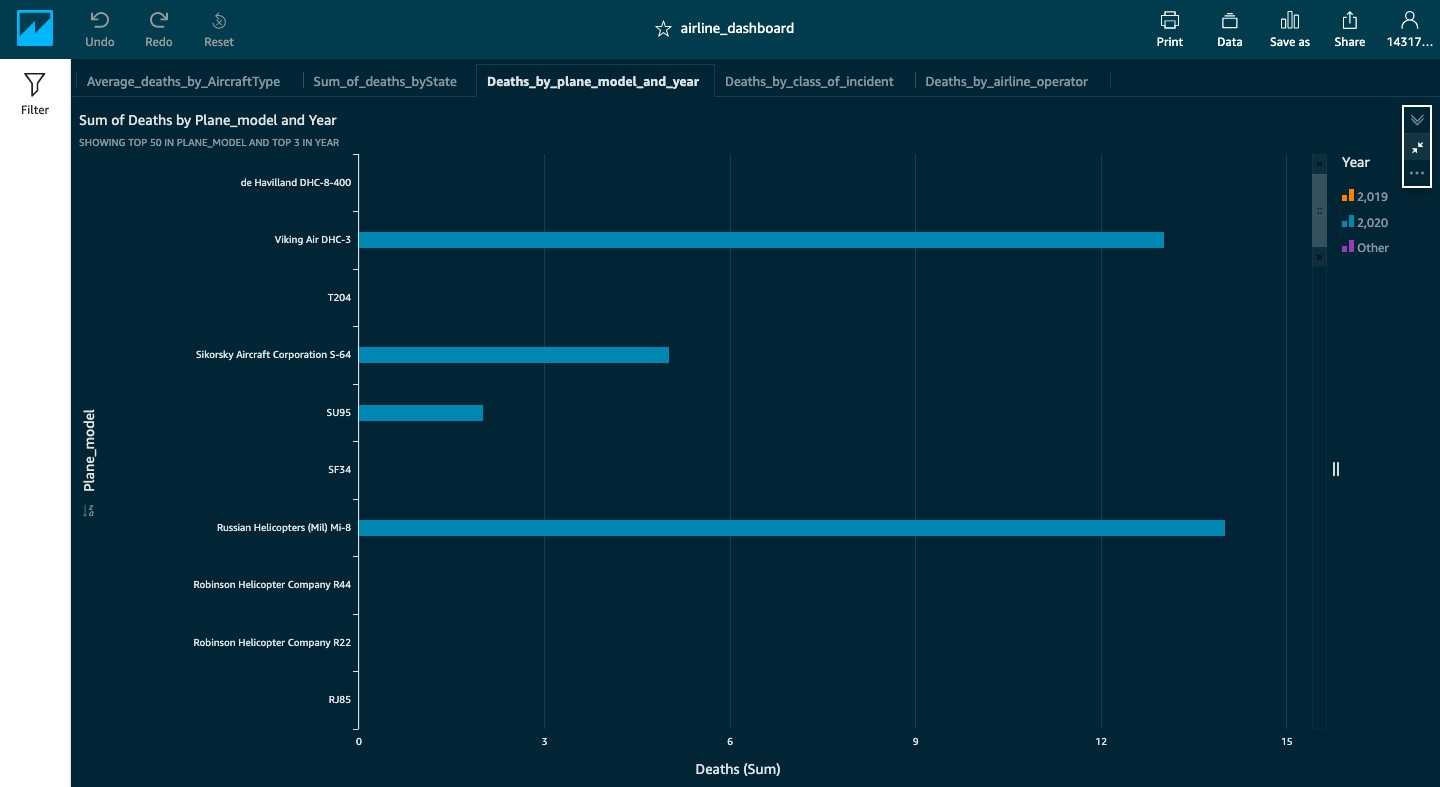 Undo
Redo
Reset
airline_dashboard
Print
Data
Save as
Share
14317...
Filter
Average_deaths_by_AircraftType
Sum_of_deaths_byState
Deaths_by_plane_model_and_year
Deaths_by_class_of_incident
Deaths_by_airline_operator
Sum of Deaths by Plane_model and Year
SHOWING TOP 50 IN PLANE_MODEL AND TOP 3 IN YEAR
Year
2,019
2,020
Other
Plane_model
de Havilland DHC-8-400
Viking Air DHC-3
T204
Sikorsky Aircraft Corporation S-64
SU95
SF34
Russian Helicopters (Mil) Mi-8
Robinson Helicopter Company R44
Robinson Helicopter Company R22
RJ85
0 3 6 9 12 15
Deaths (Sum)